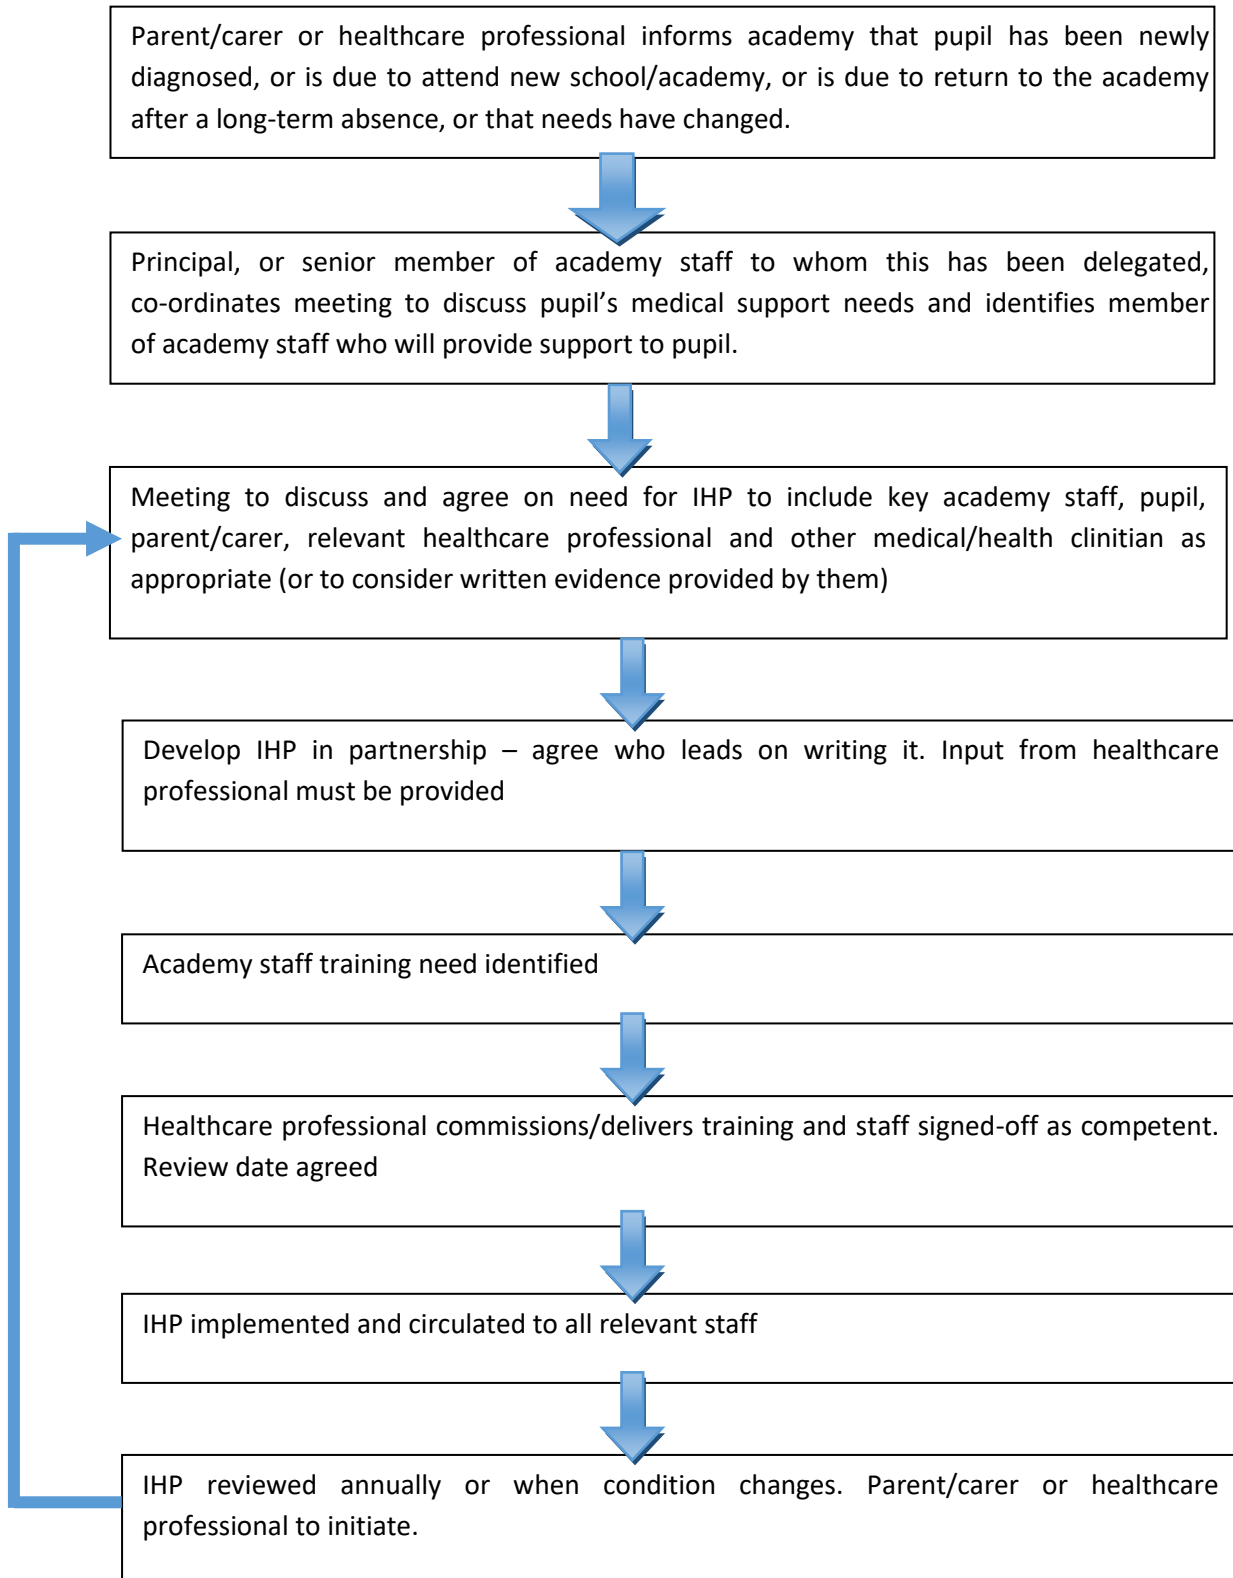 Parent/carer or healthcare professional informs academy that pupil has been newly
diagnosed, or is due to attend new school/academy, or is due to return to the academy
after a long-term absence, or that needs have changed.
Principal, or senior member of academy staff to whom this has been delegated,
co-ordinates meeting to discuss pupil’s medical support needs and identifies member
of academy staff who will provide support to pupil.
Meeting to discuss and agree on need for IHP to include key academy staff, pupil,
parent/carer, relevant healthcare professional and other medical/health clinitian as
appropriate (or to consider written evidence provided by them)
Develop IHP in partnership – agree who leads on writing it. Input from healthcare
professional must be provided
Academy staff training need identified
Healthcare professional commissions/delivers training and staff signed-off as competent.
Review date agreed
IHP implemented and circulated to all relevant staff
IHP reviewed annually or when condition changes. Parent/carer or healthcare
professional to initiate.